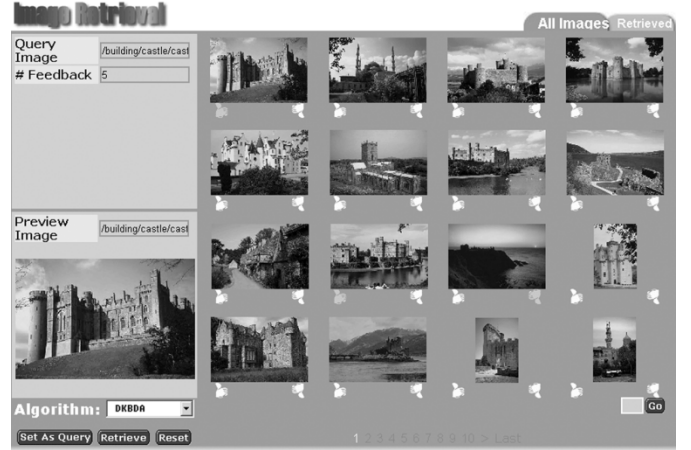 Image Retrieval
All Images Retrieved
Query Image /building/castle/cast
# Feedback 5
Preview Image /building/castle/cast
Algorithm: DKBDA
Go
Set As Query Retrieve Reset
1 2 3 4 5 6 7 8 9 10 > Last